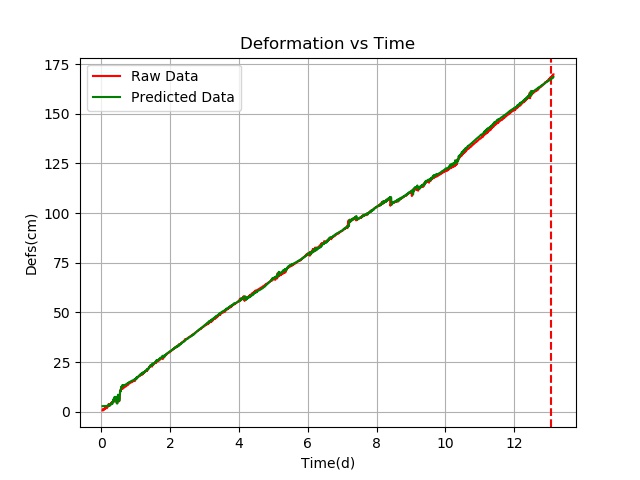 Deformation vs Time
Raw Data
Predicted Data
175
150
125
100
75
50
25
0
Defs(cm)
0 2 4 6 8 10 12
Time(d)